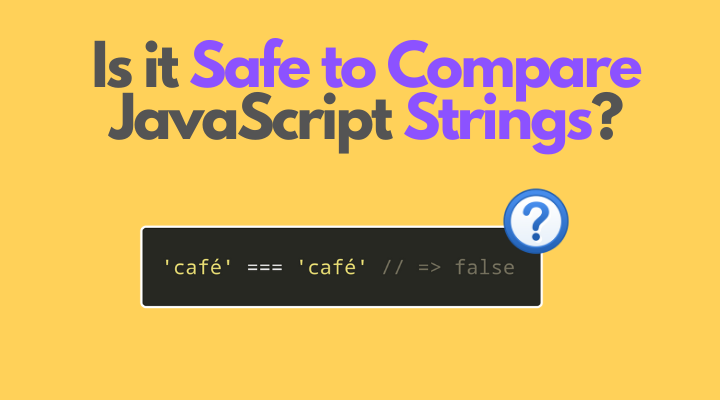 Is it Safe to Compare
JavaScript Strings?
?
'café' === 'café' // => false